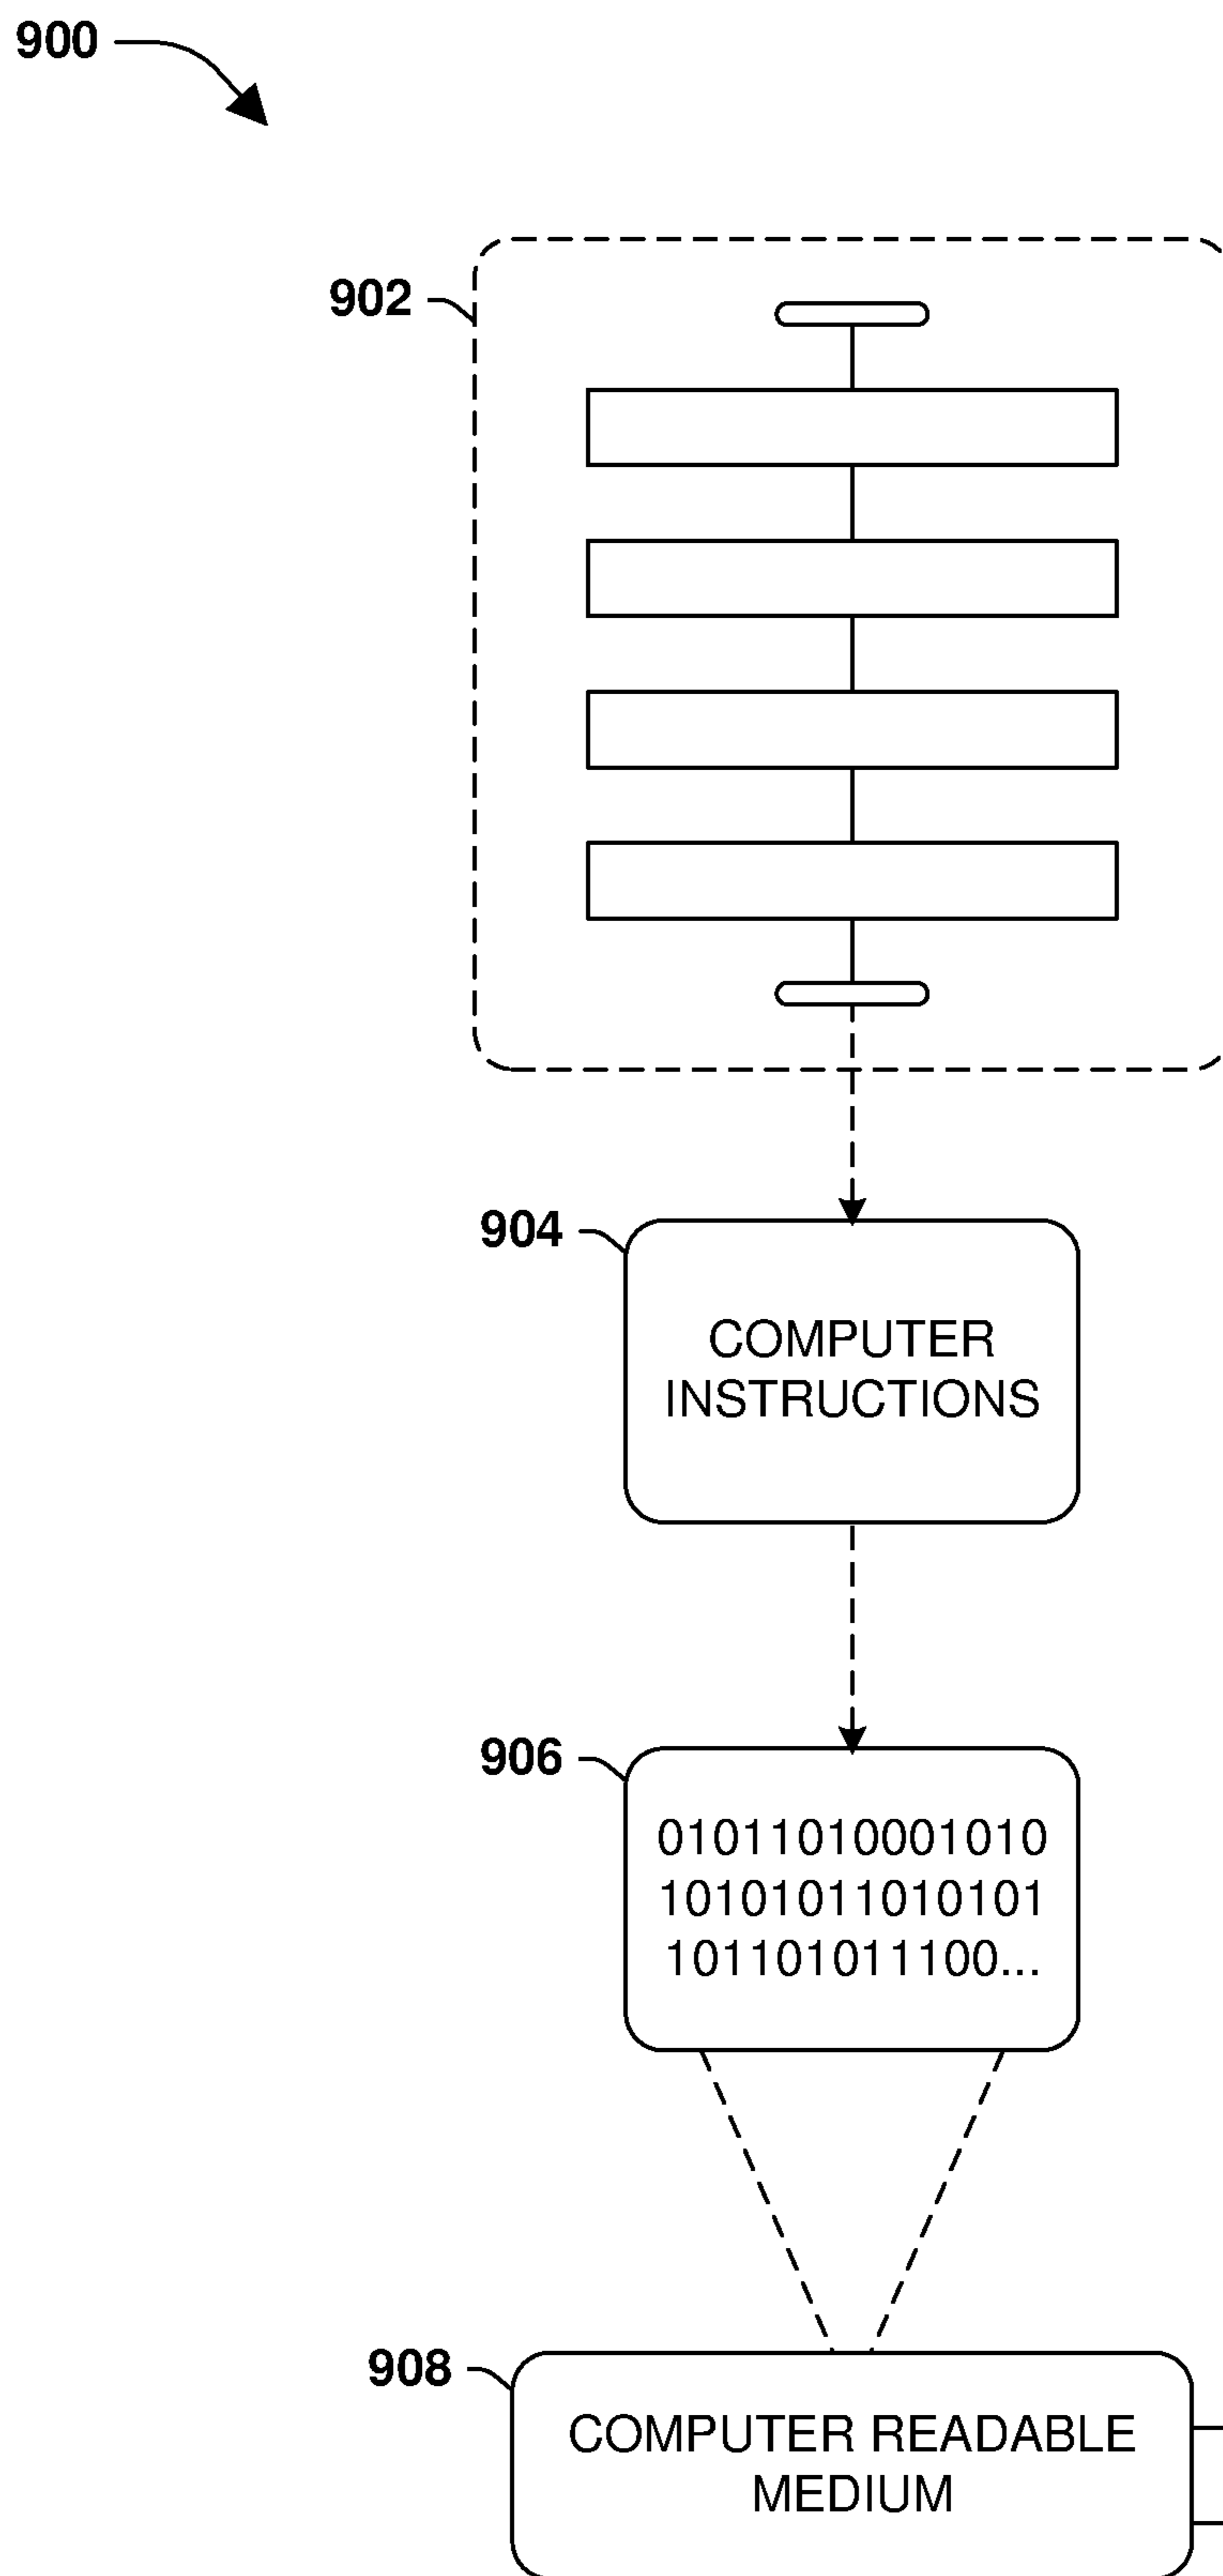 900
902
904
COMPUTER
INSTRUCTIONS
906
01011010001010
10101011010101
101101011100...
908
COMPUTER READABLE
MEDIUM